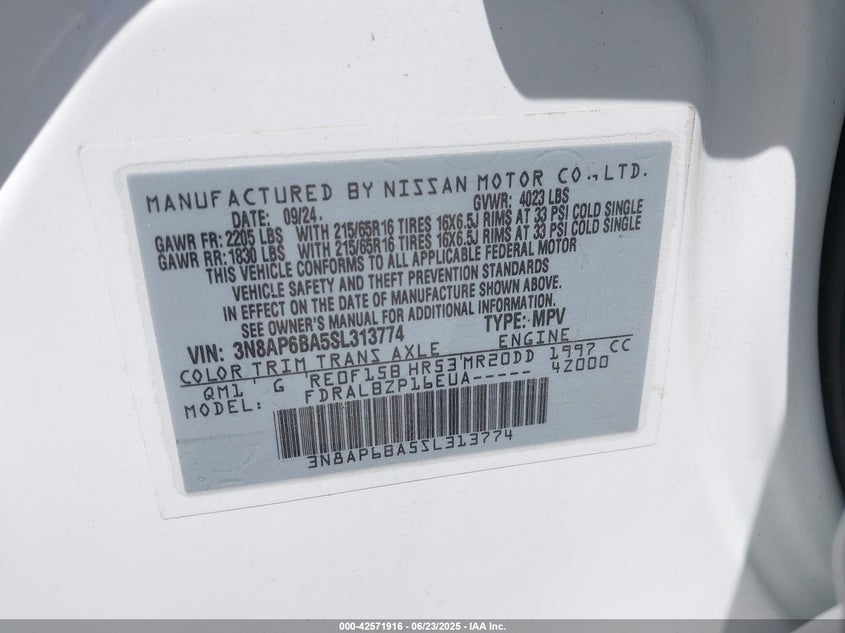 MANUFACTURED BY NISSAN MOTOR CO., LTD.
DATE: 09/24. GVWR: 4023 LBS
GAWR FR: 2205 LBS WITH 215/65R16 TIRES 16X6.5J RIMS AT 33 PSI COLD SINGLE
GAWR RR: 1830 LBS WITH 215/65R16 TIRES 16X6.5J RIMS AT 33 PSI COLD SINGLE
THIS VEHICLE CONFORMS TO ALL APPLICABLE FEDERAL MOTOR
VEHICLE SAFETY AND THEFT PREVENTION STANDARDS
IN EFFECT ON THE DATE OF MANUFACTURE SHOWN ABOVE.
SEE OWNER'S MANUAL FOR ADDITIONAL INFORMATION.
VIN: 3N8AP6BA5SL313774 TYPE: MPV
COLOR TRIM TRANS AXLE ENGINE
QM1 G RE0F15B HR53 MR20DD 1997 CC
MODEL: FDRALBZP16EUA----- 42000
3N8AP6BA5SL313774
000-42571916 - 06/23/2025 - IAA Inc.